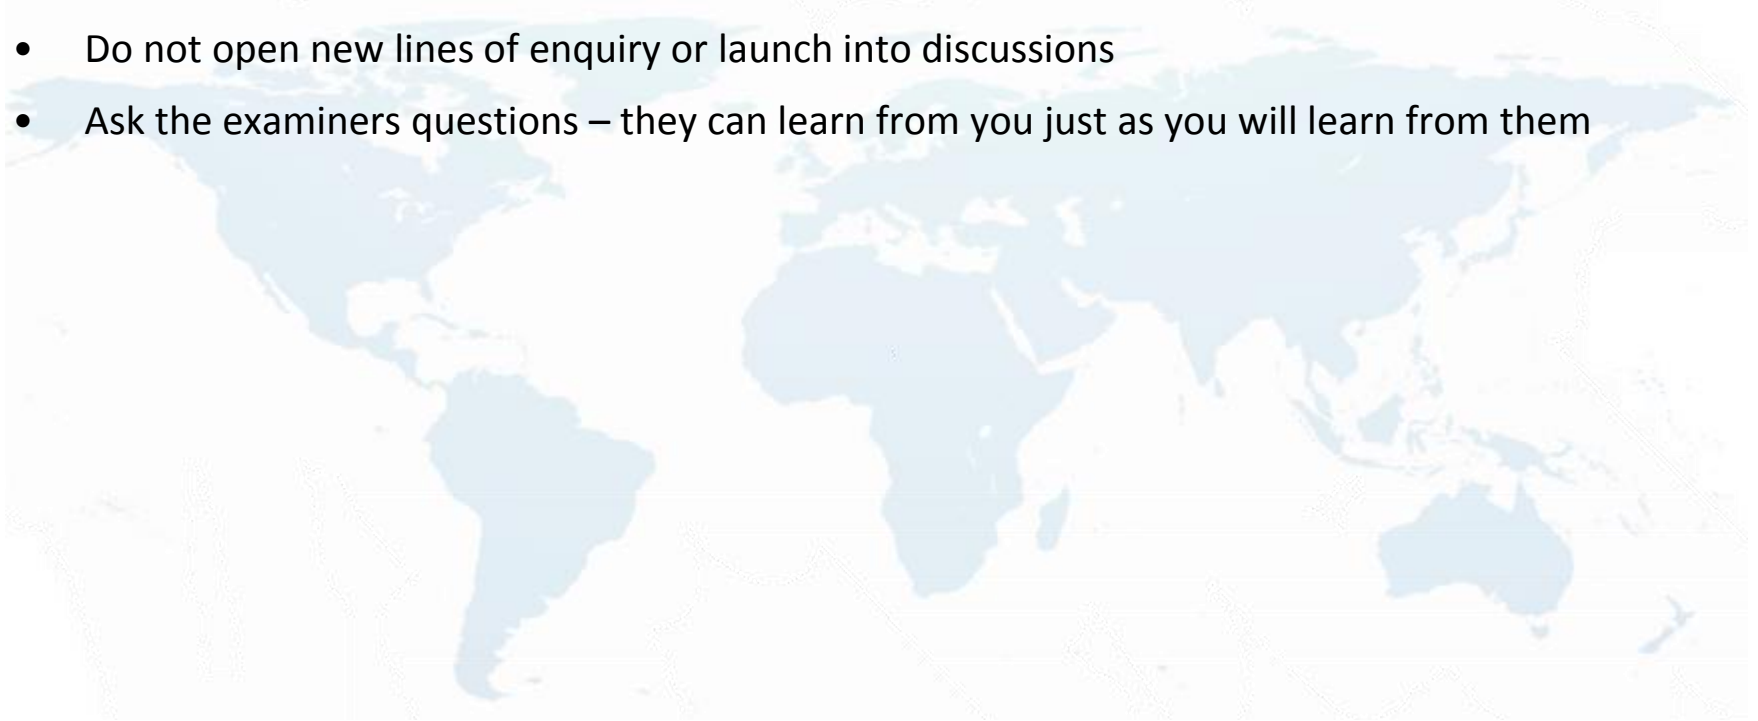 • Do not open new lines of enquiry or launch into discussions
• Ask the examiners questions – they can learn from you just as you will learn from them